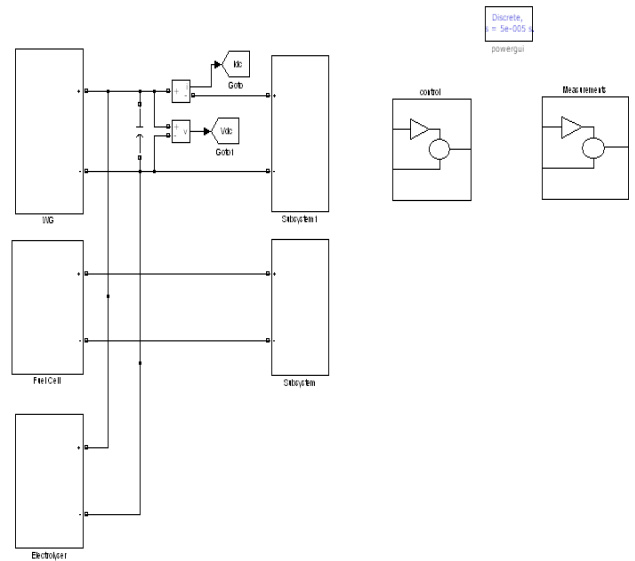 Discrete,
s = 5e-005 s.
powergui
Idc
Goto
+
i
-
+
-
v
Vdc
Goto1
+
-
WG
+
-
Subsystem1
control
Measurements
+
-
Fuel Cell
+
-
Subsystem
+
-
Electrolyser